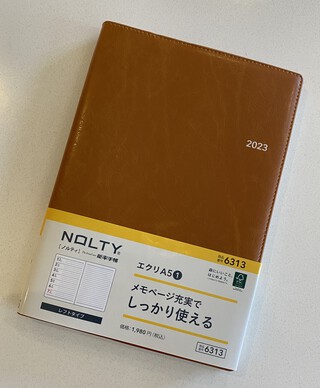 2023
NOLTY®
[ノルティ] 能率手帳
レフトタイプ
エクリA5 1
メモページ充実で
しっかり使える
価格:1,980円(税込)
6313
FSC
6313